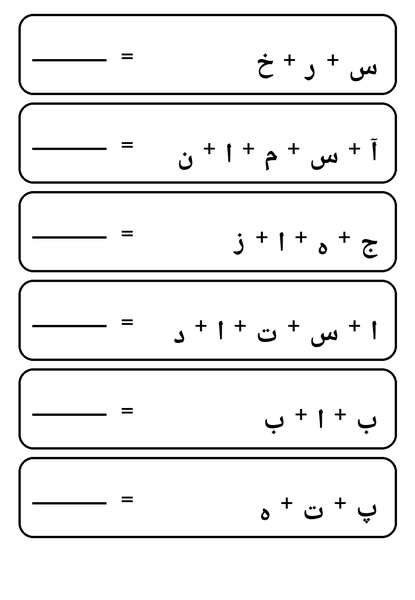 س + ر + خ = ______
آ + س + م + ا + ن = ______
ج + ہ + ا + ز = ______
ا + س + ت + ا + د = ______
ب + ا + ب = ______
پ + ت + ہ = ______